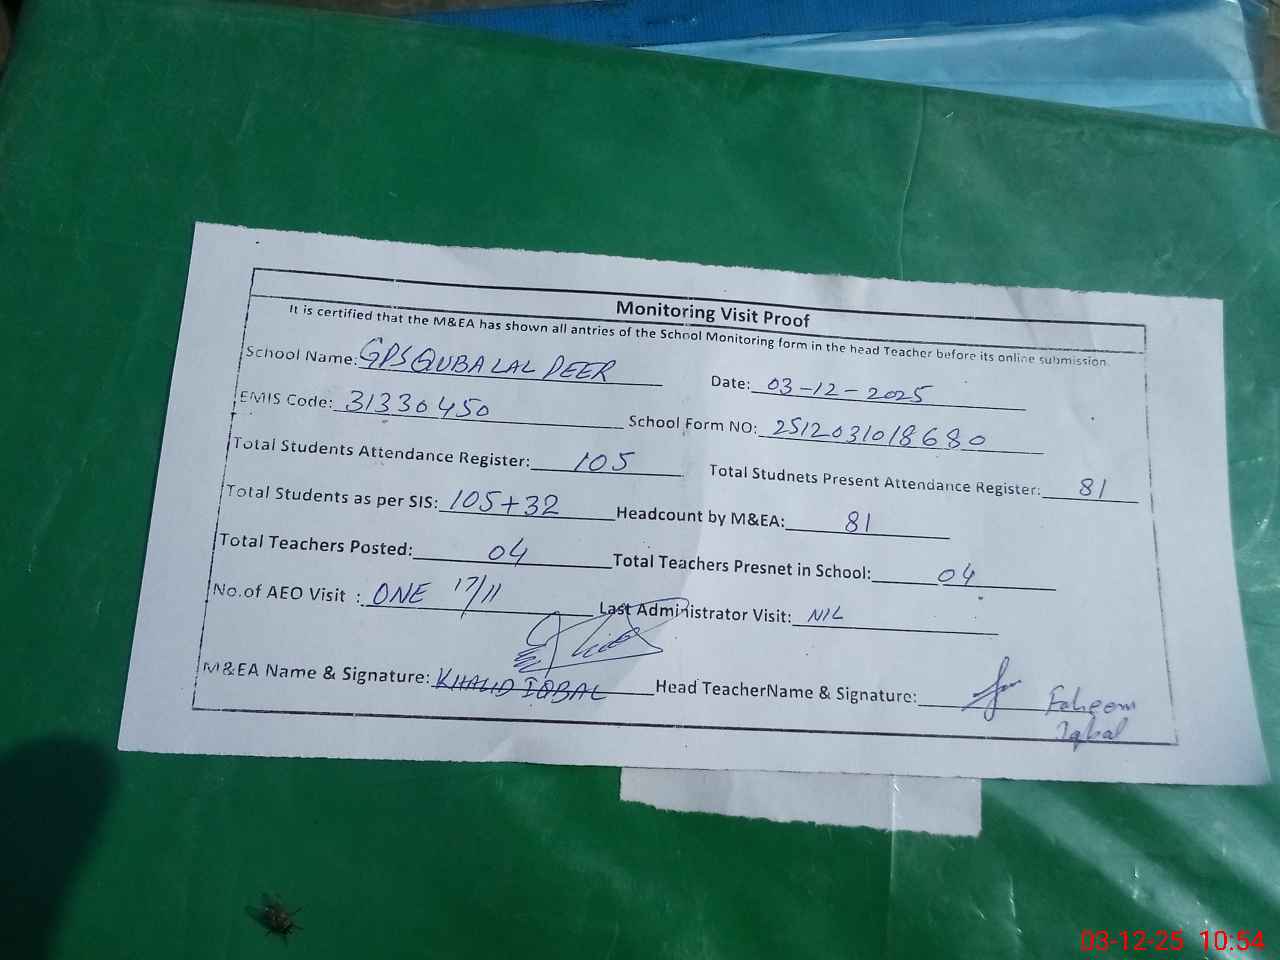 Monitoring Visit Proof
It is certified that the M&EA has shown all antries of the School Monitoring form in the head Teacher before its online submission.
School Name: GPS QUBA LAL PEER Date: 03-12-2025
EMIS Code: 31330450 School Form NO: 2512031018680
Total Students Attendance Register: 105 Total Studnets Present Attendance Register: 81
Total Students as per SIS: 105+32 Headcount by M&EA: 81
Total Teachers Posted: 04 Total Teachers Presnet in School: 04
No.of AEO Visit : ONE 17/11 Last Administrator Visit: NIL
M&EA Name & Signature: KHALID IQBAL Head TeacherName & Signature: Faheem
Iqbal
03-12-25 10:54